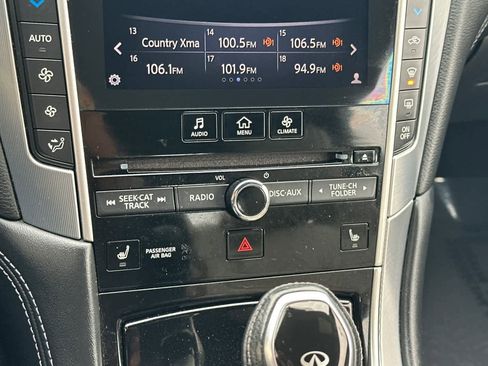 13 Country Xma 14 100.5FM 15 106.5FM
16 106.1FM 17 101.9FM 18 94.9FM
AUTO
AUDIO MENU CLIMATE
ON
OFF
VOL
SEEK·CAT
TRACK
RADIO
DISC·AUX
TUNE·CH
FOLDER
PASSENGER
AIR BAG